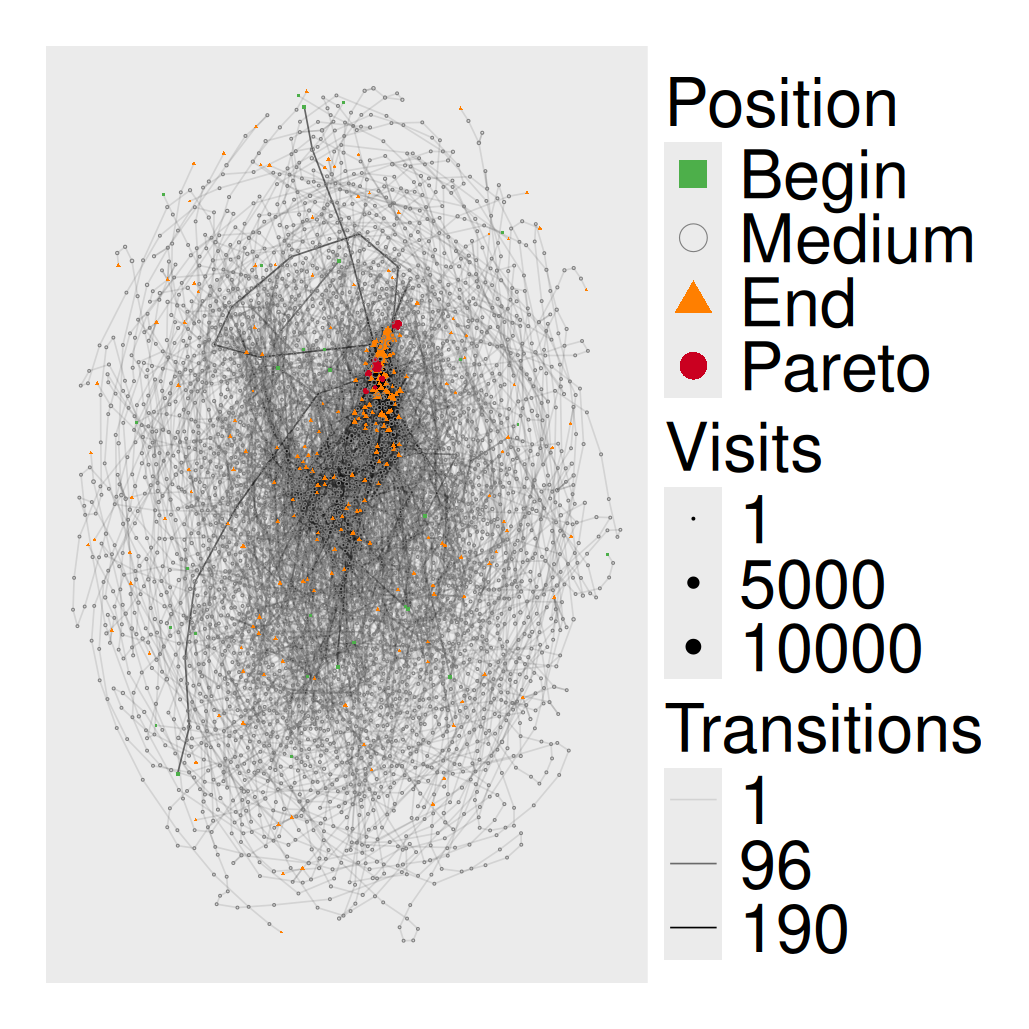 Position
Begin
Medium
End
Pareto
Visits
1
5000
10000
Transitions
1
96
190